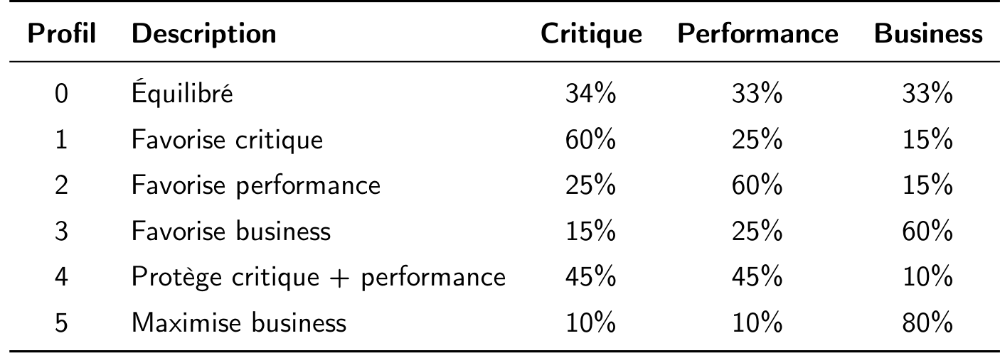 Profil Description Critique Performance Business
0 Équilibré 34% 33% 33%
1 Favorise critique 60% 25% 15%
2 Favorise performance 25% 60% 15%
3 Favorise business 15% 25% 60%
4 Protège critique + performance 45% 45% 10%
5 Maximise business 10% 10% 80%